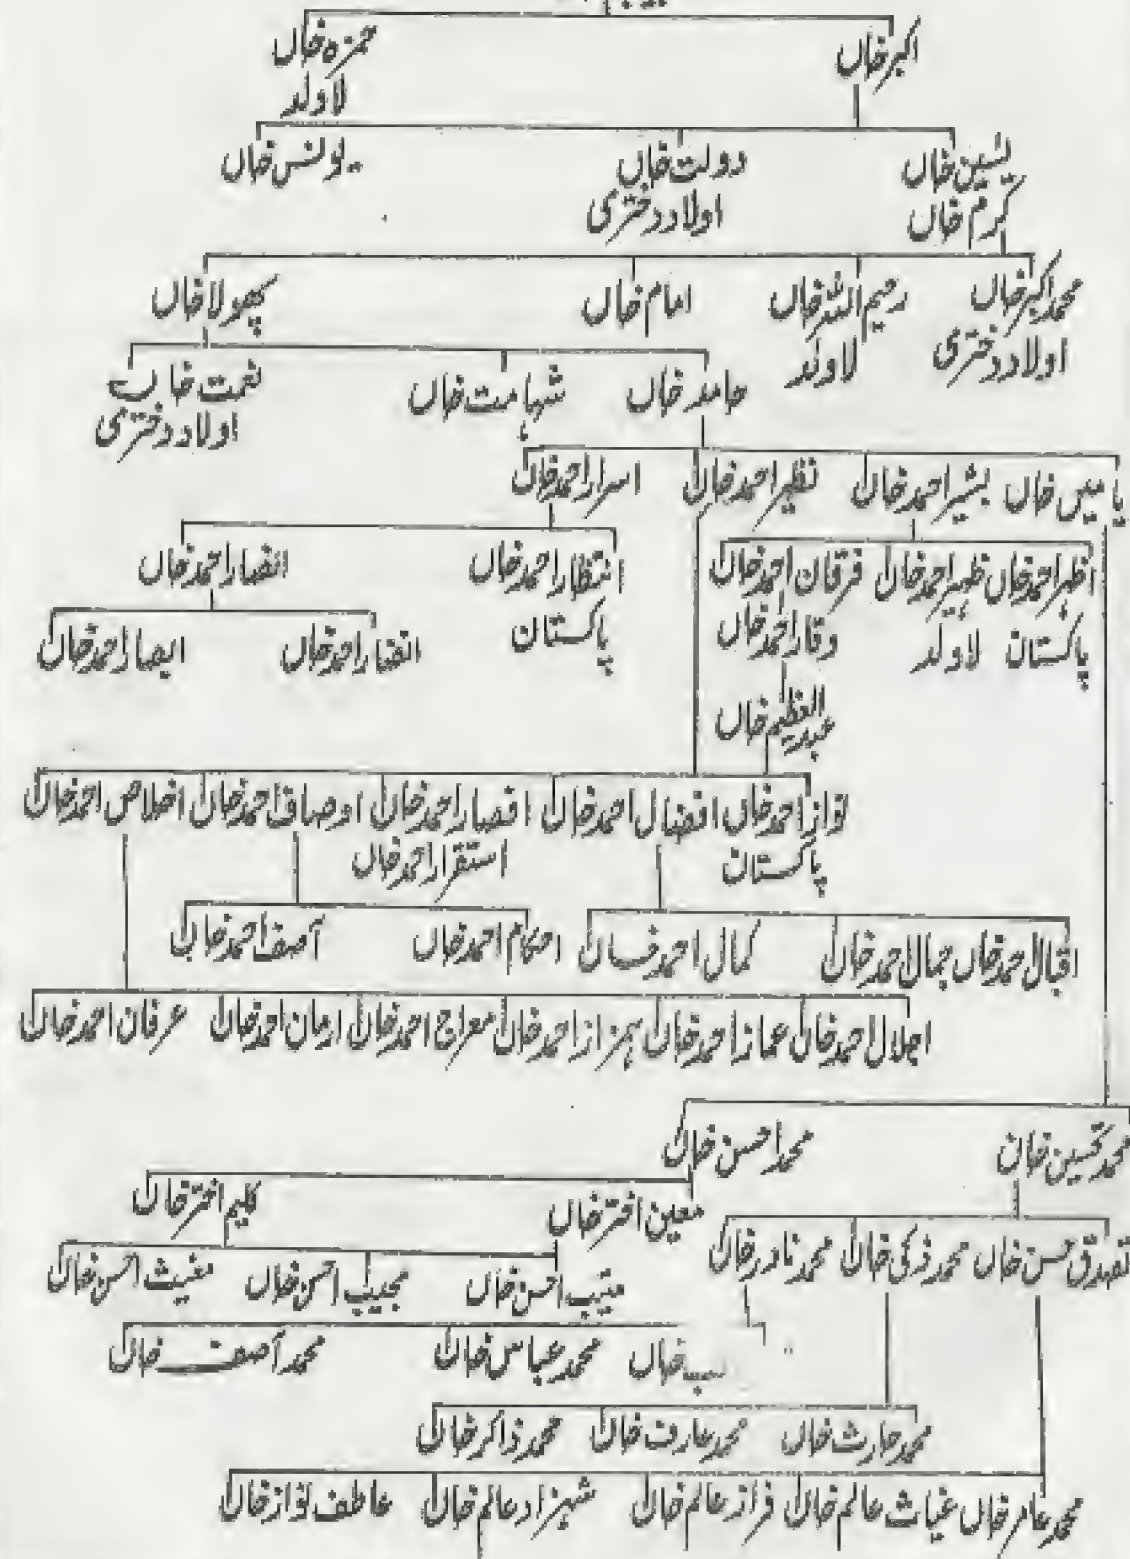 اکبر خاں حمزہ خاں
لاولد
یٰسین خاں دولت خاں یونس خاں
کرم خاں اولاد دختری
محمد اکبر خاں رحیم اللہ خاں امام خاں پھولا خاں
اولاد دختری لاولد
حامد خاں شہامت خاں نعمت خاں
اولاد دختری
یامین خاں بشیر احمد خاں نظیر احمد خاں اسرار احمد خاں
اظہر احمد خاں ظہیر احمد خاں فرقان احمد خاں انتظار احمد خاں انصار احمد خاں
پاکستان لاولد وقار احمد خاں پاکستان
ابصار احمد خاں
عبدالعظیم خاں
نواز احمد خاں افضال احمد خاں اقصار احمد خاں اوصاف احمد خاں اخلاص احمد خاں
پاکستان استقرار احمد خاں
اقبال احمد خاں جمال احمد خاں کمال احمد خاں احکام احمد خاں آصف احمد خاں
اجلال احمد خاں عماز احمد خاں احمد خاں معراج احمد خاں ارمان احمد خاں عرفان احمد خاں
محمد تحسین خان محمد احسن خاں
معین اختر خاں کلیم اختر خاں
تصدق حسن خاں محمد ذکی خاں محمد نادر خاں
منیب احسن خاں مجیب احسن خاں مغیث احسن خاں
خاں محمد عباس خاں محمد آصف خاں
محمد حارث خاں محمد عارف خاں محمد ذاکر خاں
محمد عامر خاں غیاث عالم خاں فراز عالم خاں شہزاد عالم خاں عاطف نواز خاں